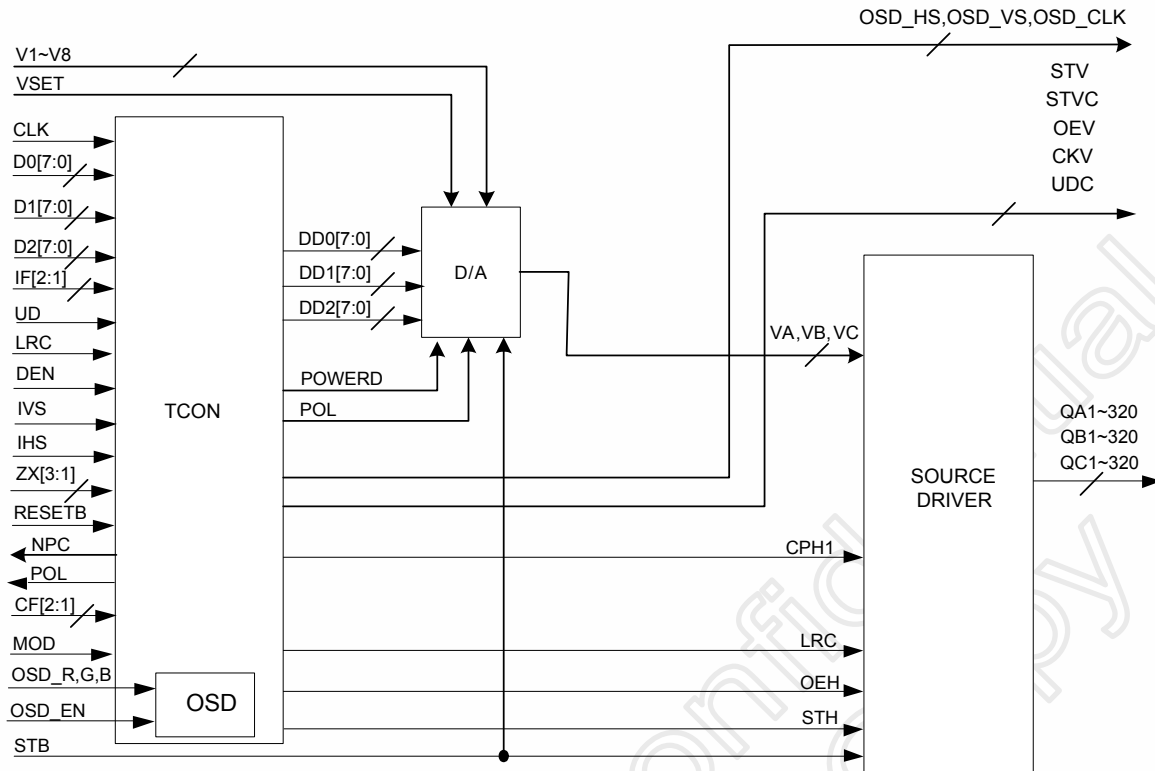 OSD_HS,OSD_VS,OSD_CLK
V1~V8
VSET
STV
STVC
OEV
CKV
UDC
CLK
D0[7:0]
D1[7:0]
D2[7:0]
IF[2:1]
UD
LRC
DEN
IVS
IHS
ZX[3:1]
RESETB
NPC
POL
CF[2:1]
MOD
OSD_R,G,B
OSD_EN
STB
TCON
OSD
DD0[7:0]
DD1[7:0]
DD2[7:0]
POWERD
POL
D/A
VA,VB,VC
CPH1
LRC
OEH
STH
SOURCE
DRIVER
QA1~320
QB1~320
QC1~320